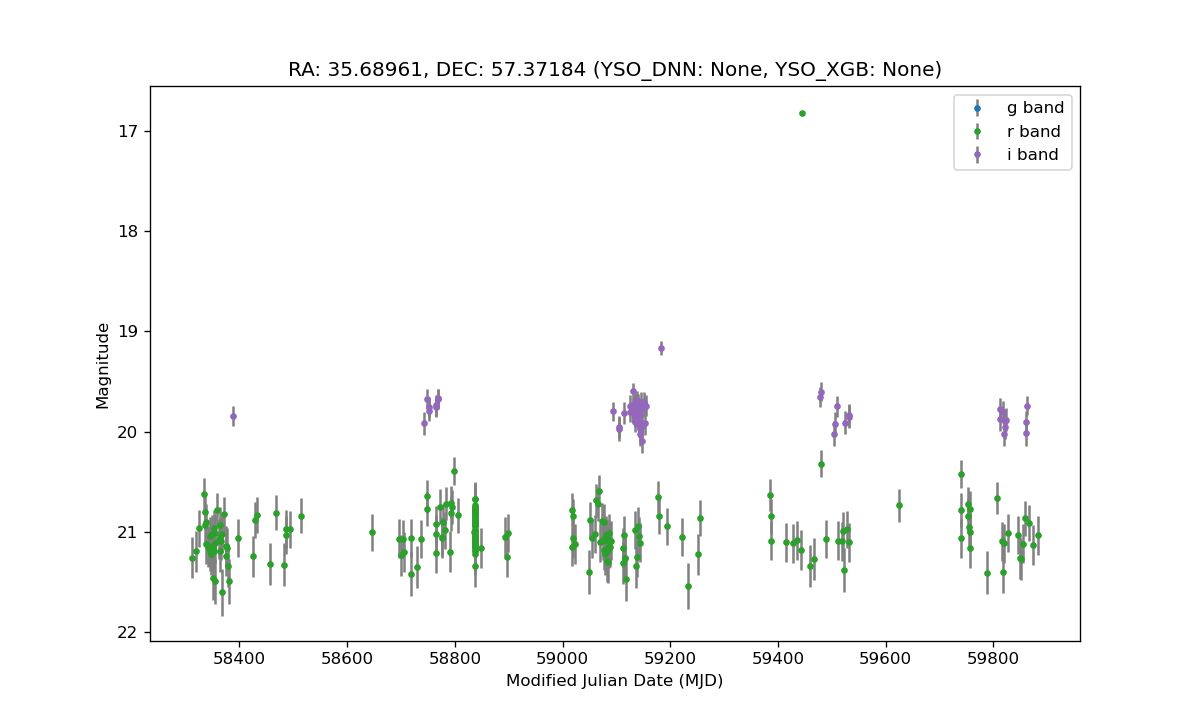 RA: 35.68961, DEC: 57.37184 (YSO_DNN: None, YSO_XGB: None)
g band
r band
i band
17
18
19
20
21
22
Magnitude
58400 58600 58800 59000 59200 59400 59600 59800
Modified Julian Date (MJD)